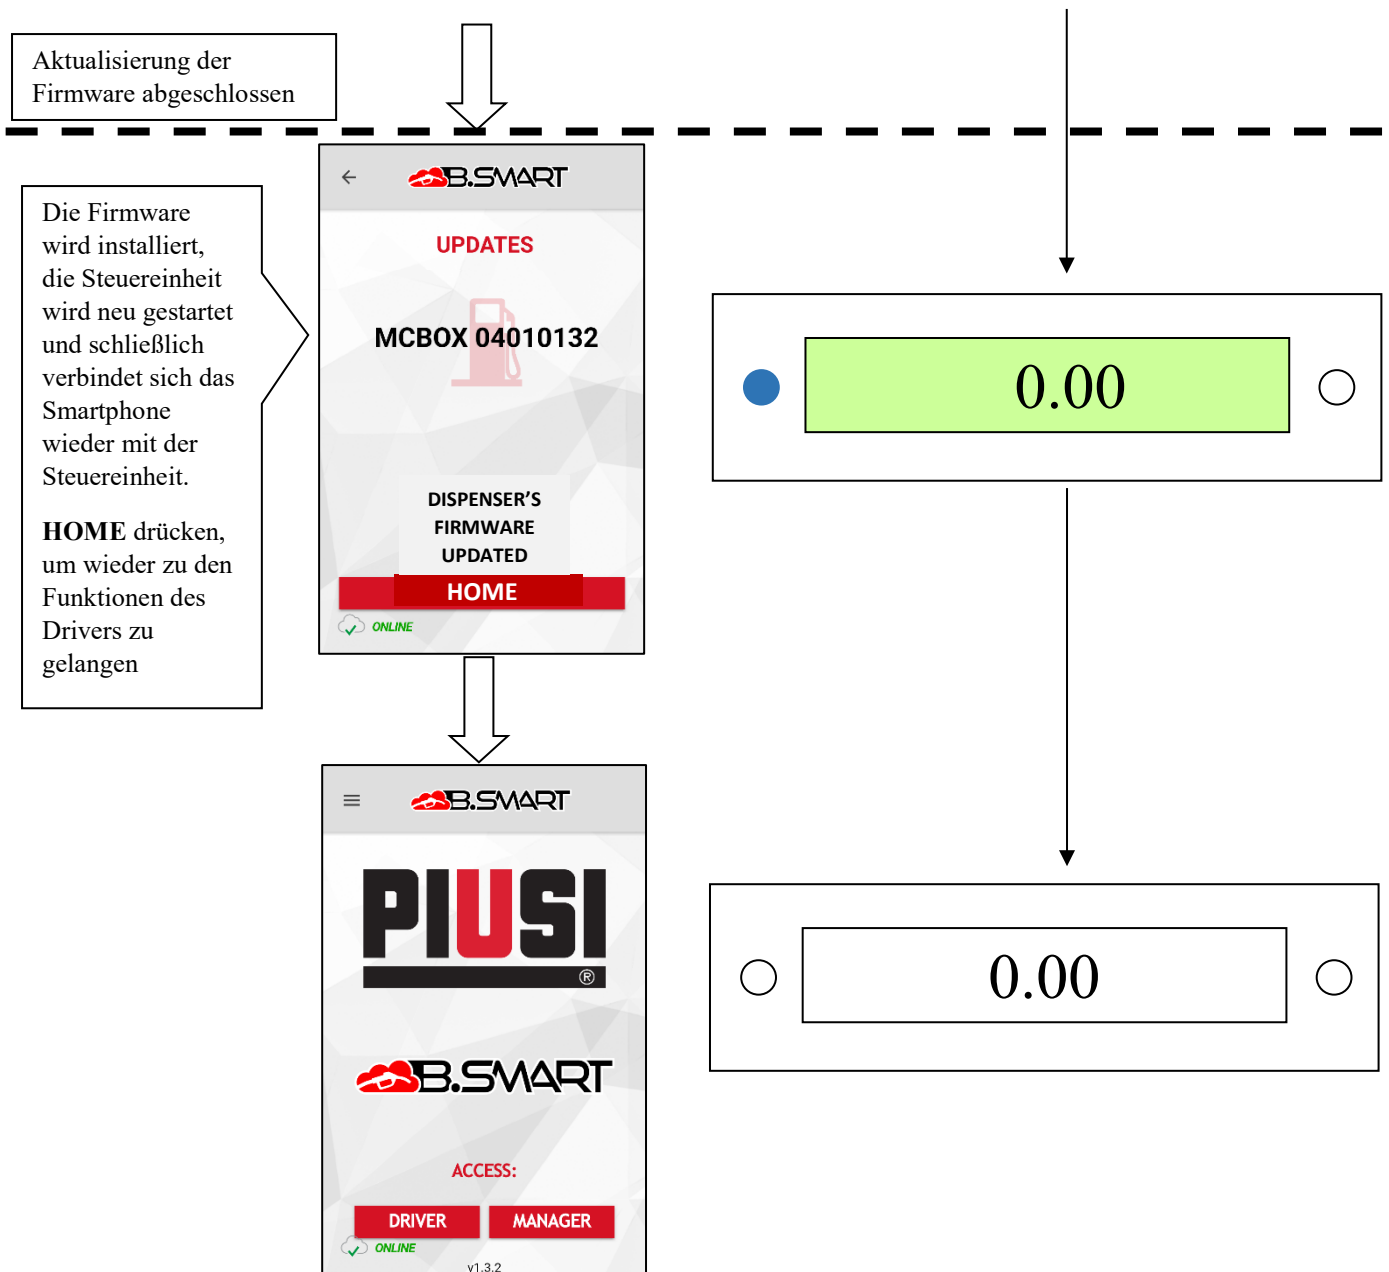 Aktualisierung der
Firmware abgeschlossen
Die Firmware
wird installiert,
die Steuereinheit
wird neu gestartet
und schließlich
verbindet sich das
Smartphone
wieder mit der
Steuereinheit.
HOME drücken,
um wieder zu den
Funktionen des
Drivers zu
gelangen
B.SMART
UPDATES
MCBOX 04010132
DISPENSER’S
FIRMWARE
UPDATED
HOME
ONLINE
0.00
B.SMART
PIUSI
®
B.SMART
ACCESS:
DRIVER MANAGER
ONLINE
v1.3.2
0.00